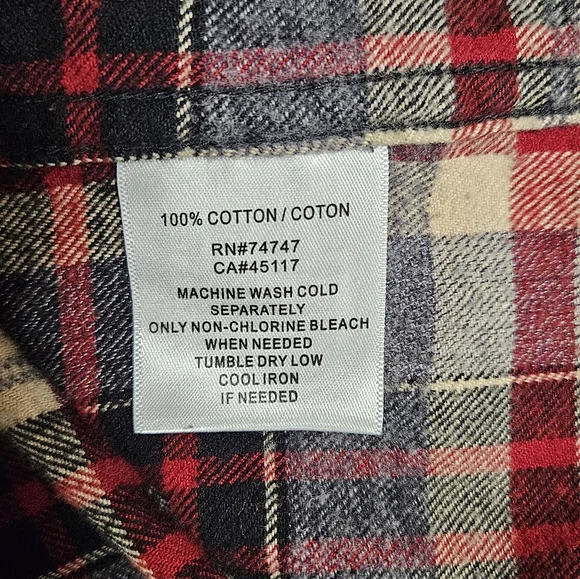 100% COTTON / COTON
RN#74747
CA#45117
MACHINE WASH COLD
SEPARATELY
ONLY NON-CHLORINE BLEACH
WHEN NEEDED
TUMBLE DRY LOW
COOL IRON
IF NEEDED